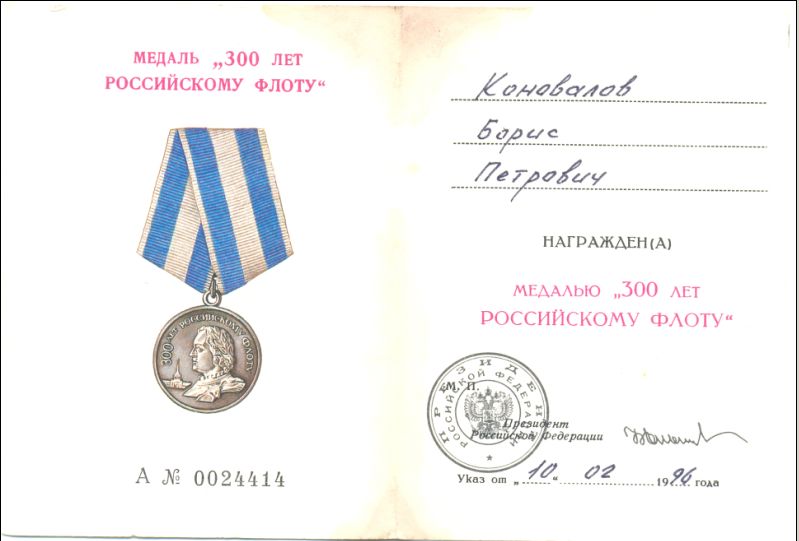 МЕДАЛЬ „300 ЛЕТ
РОССИЙСКОМУ ФЛОТУ“
300 ЛЕТ РОССИЙСКОМУ ФЛОТУ
А № 0024414
Коновалов
Борис
Петрович
НАГРАЖДЕН(А)
МЕДАЛЬЮ „300 ЛЕТ
РОССИЙСКОМУ ФЛОТУ“
ПРЕЗИДЕНТ
РОССИЙСКОЙ ФЕДЕРАЦИИ
М. П.
Президент
Российской Федерации
Указ от „10“ 02 1996 года